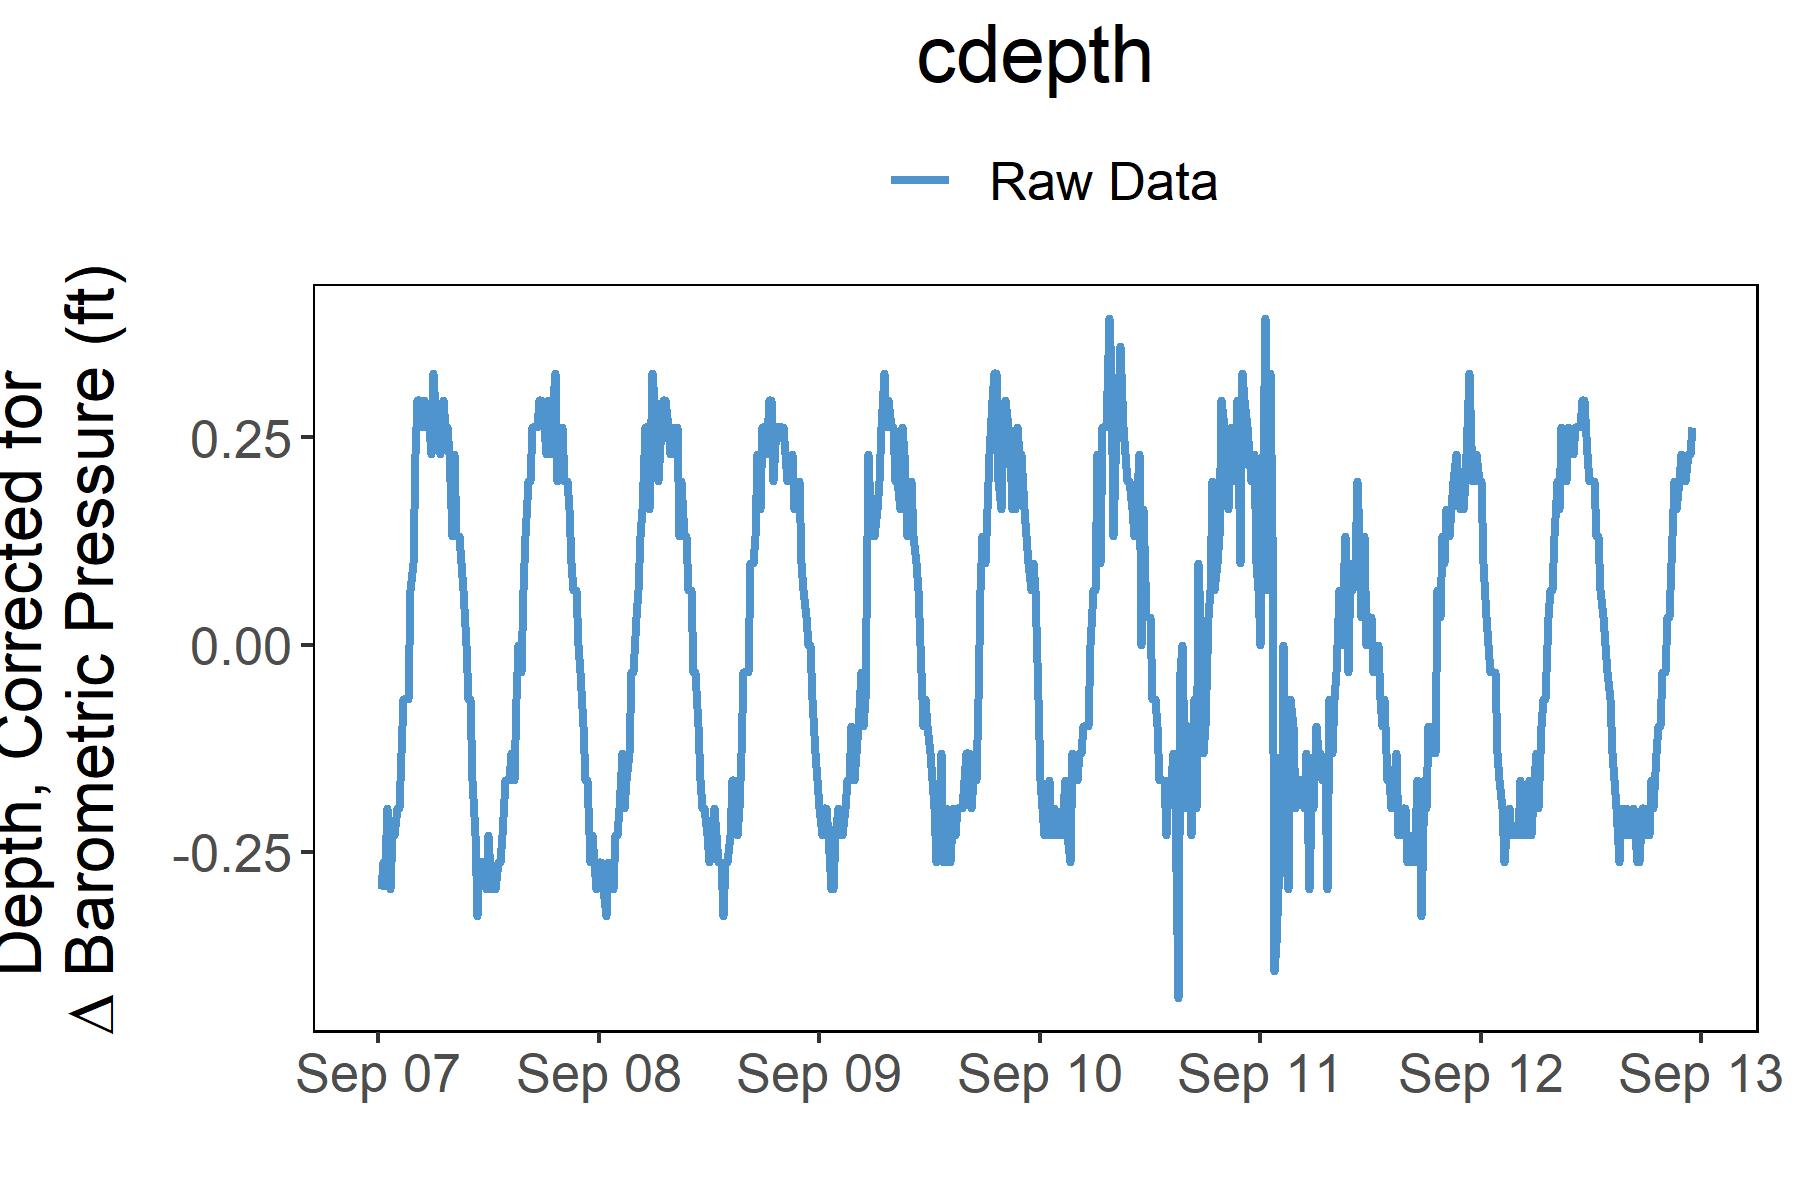 cdepth
Raw Data
Depth, Corrected for
Δ Barometric Pressure (ft)
0.25
0.00
-0.25
Sep 07 Sep 08 Sep 09 Sep 10 Sep 11 Sep 12 Sep 13